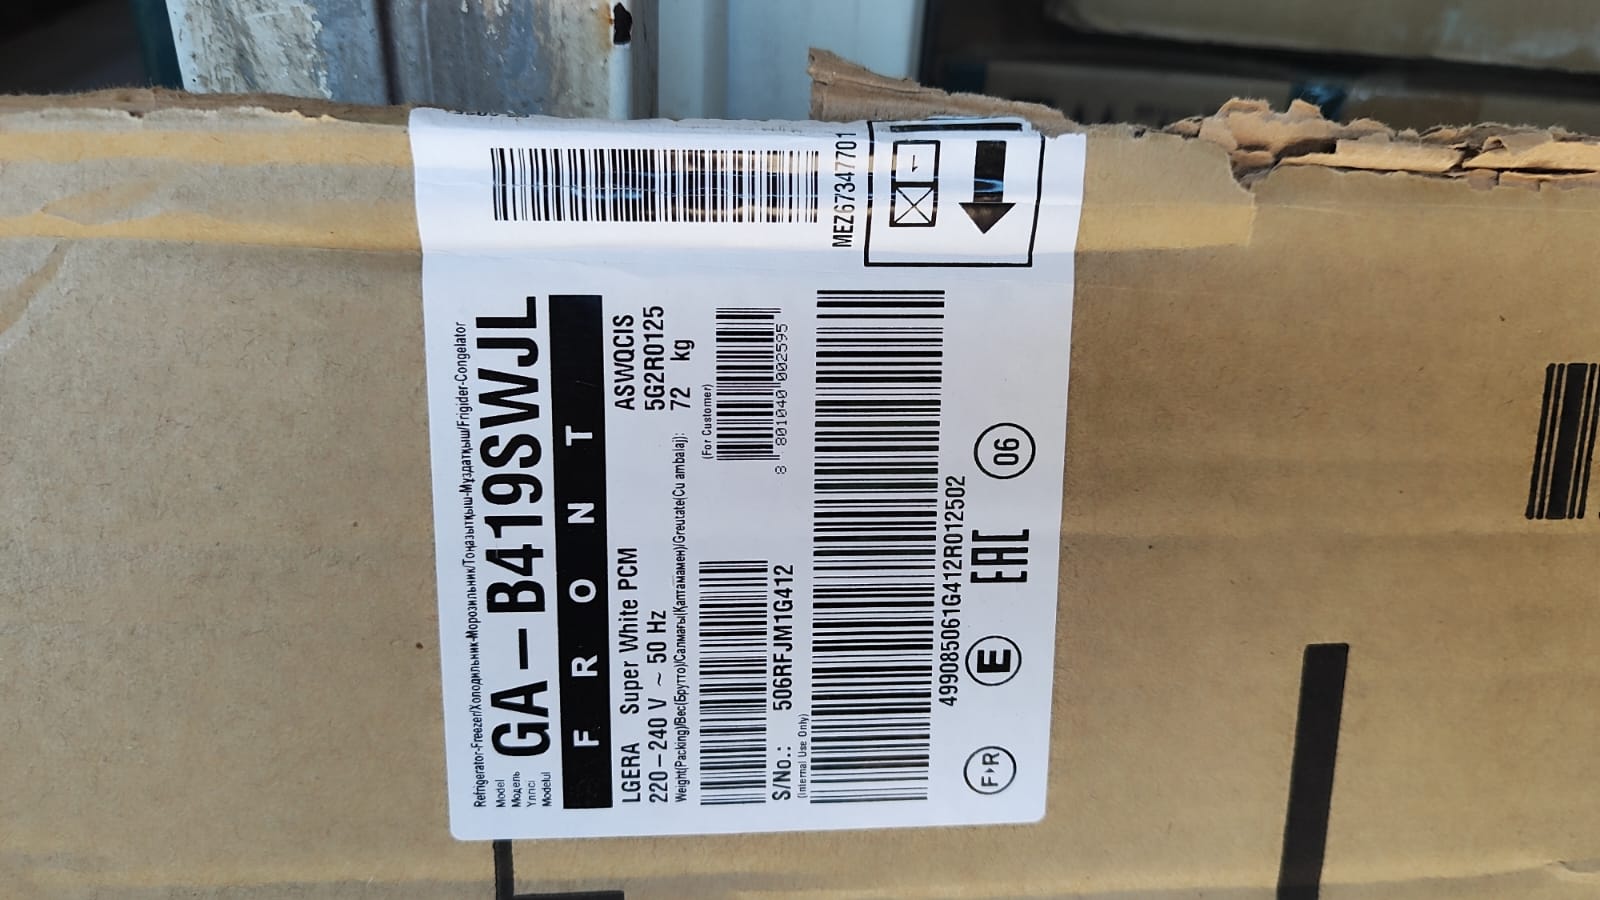 MEZ67347701
Refrigerator-Freezer/Холодильник-Морозильник/Тоңазытқыш-Мұздатқыш/Frigider-Congelator
Model
Модель
Үлгісі
Modelul
GA-B419SWJL
FRONT
LGERA Super White PCM ASWQCIS
220-240 V ~ 50 Hz 5G2R0125
Weight(Packing)/Вес(Брутто)/Салмағы(Қаптамамен)/Greutate(Cu ambalaj): 72 kg
(For Customer)
8 801040 002595
S/No.: 506RFJM1G412
(Internal Use Only)
499085061G412R012502
F▸R E EAC 06